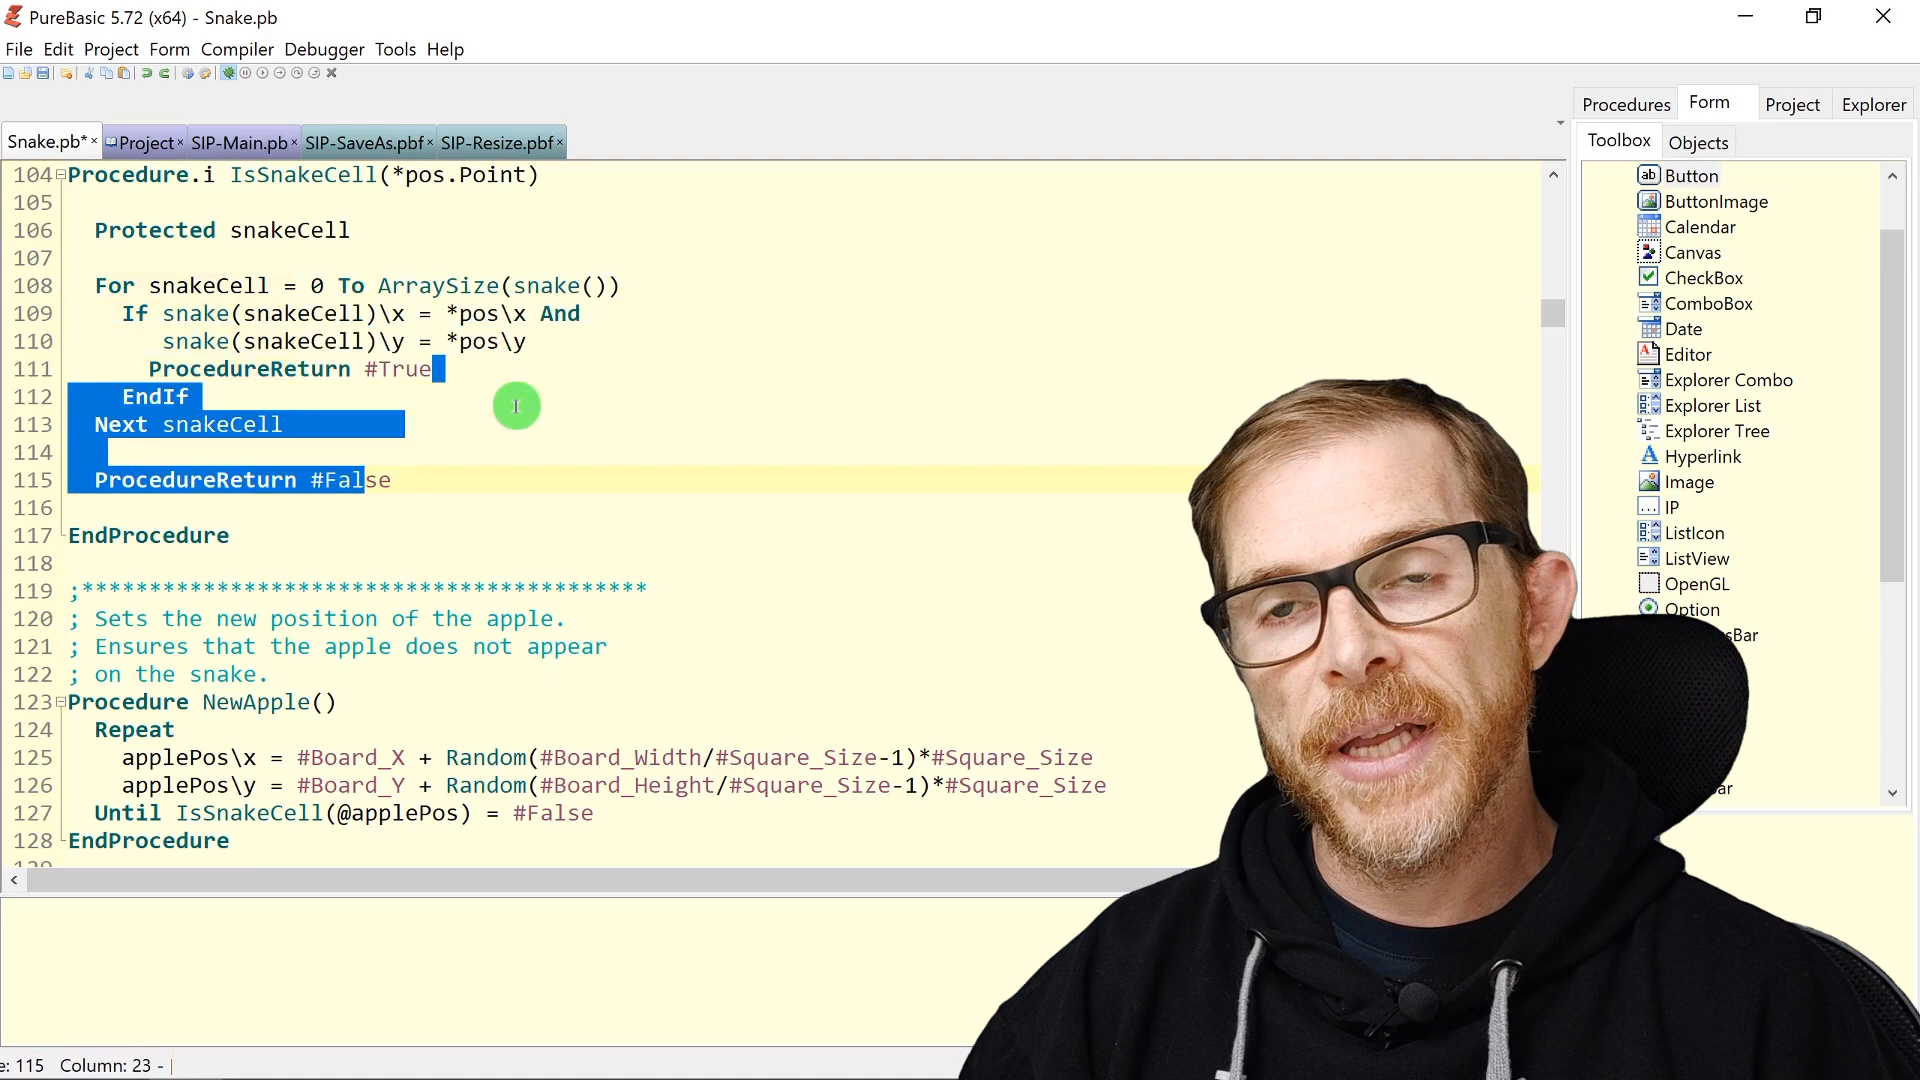 PureBasic 5.72 (x64) - Snake.pb
File Edit Project Form Compiler Debugger Tools Help
Procedures Form Project Explorer
Snake.pb* Project SIP-Main.pb SIP-SaveAs.pbf SIP-Resize.pbf
Toolbox Objects
104 Procedure.i IsSnakeCell(*pos.Point)
105
106 Protected snakeCell
107
108 For snakeCell = 0 To ArraySize(snake())
109 If snake(snakeCell)\x = *pos\x And
110 snake(snakeCell)\y = *pos\y
111 ProcedureReturn #True
112 EndIf
113 Next snakeCell
114
115 ProcedureReturn #False
116
117 EndProcedure
118
119 ;******************************************
120 ; Sets the new position of the apple.
121 ; Ensures that the apple does not appear
122 ; on the snake.
123 Procedure NewApple()
124 Repeat
125 applePos\x = #Board_X + Random(#Board_Width/#Square_Size-1)*#Square_Size
126 applePos\y = #Board_Y + Random(#Board_Height/#Square_Size-1)*#Square_Size
127 Until IsSnakeCell(@applePos) = #False
128 EndProcedure
Button
ButtonImage
Calendar
Canvas
CheckBox
ComboBox
Date
Editor
Explorer Combo
Explorer List
Explorer Tree
Hyperlink
Image
IP
ListIcon
ListView
OpenGL
Option
sBar
ar
e: 115 Column: 23 -